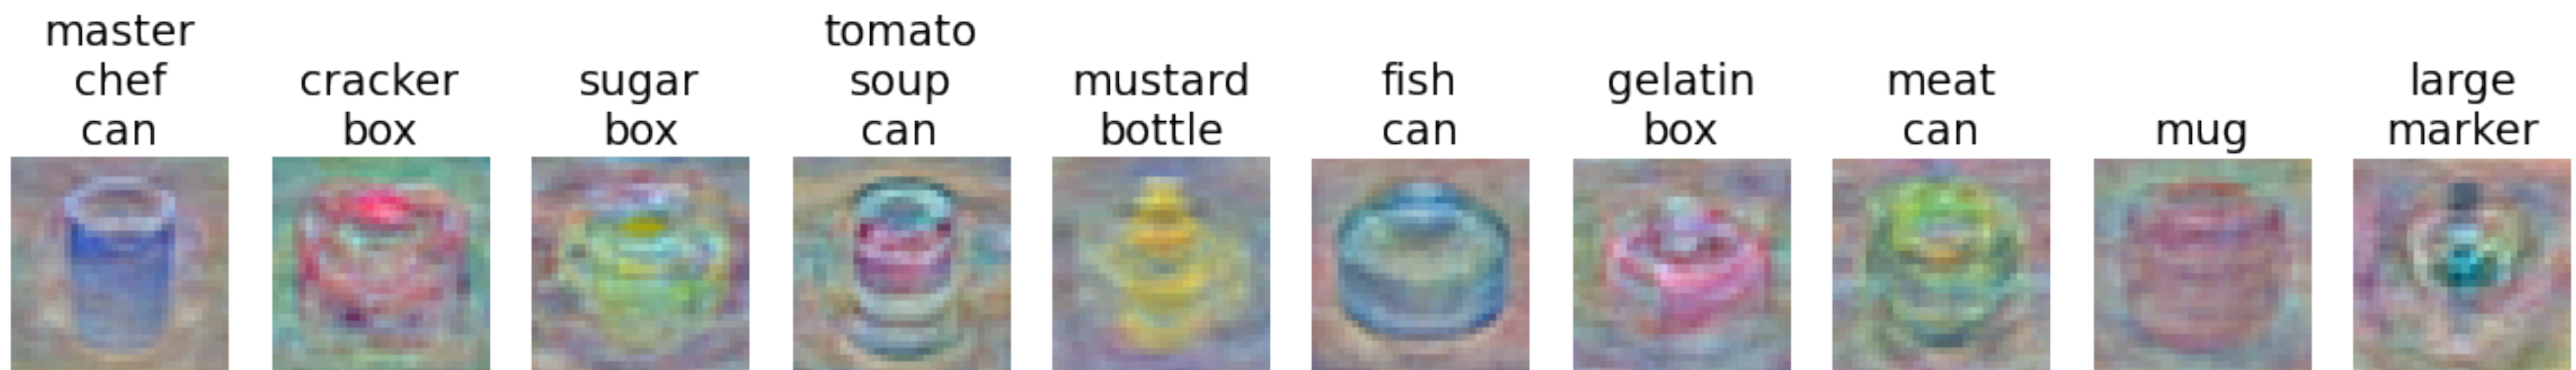 master
chef
can
cracker
box
sugar
box
tomato
soup
can
mustard
bottle
fish
can
gelatin
box
meat
can
mug
large
marker